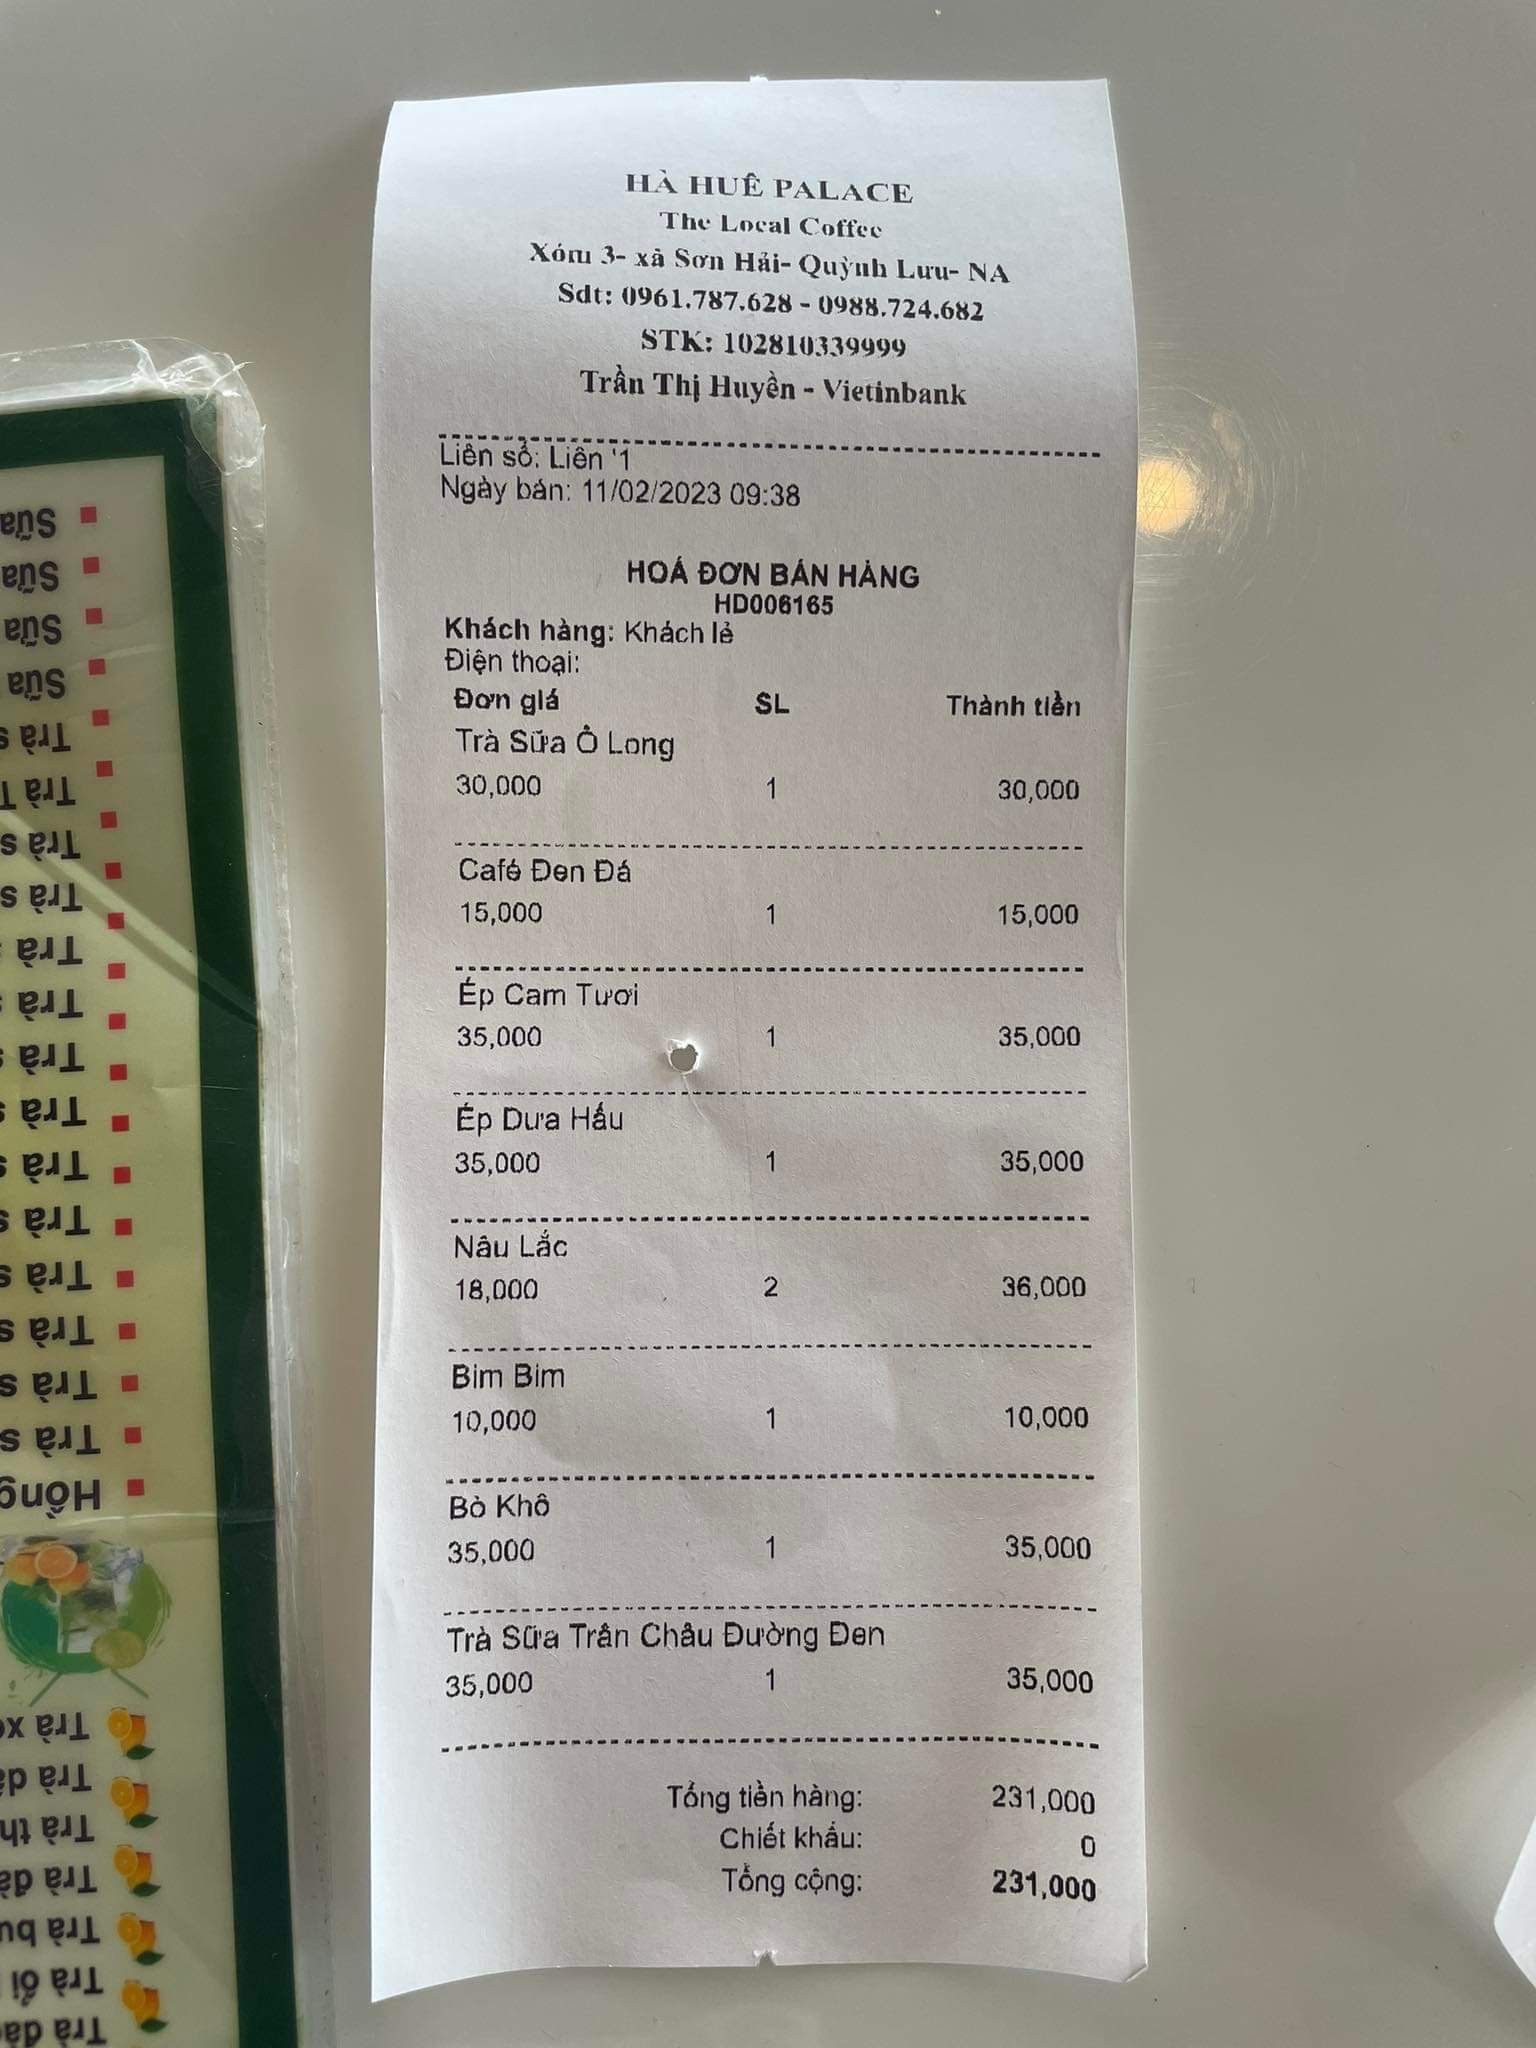 HÀ HUÊ PALACE
The Local Coffee
Xóm 3- xã Sơn Hải- Quỳnh Lưu- NA
Sdt: 0961.787.628 - 0988.724.682
STK: 102810339999
Trần Thị Huyền - Vietinbank
Liên số: Liên '1
Ngày bán: 11/02/2023 09:38
HOÁ ĐƠN BÁN HÀNG
HD006165
Khách hàng: Khách lẻ
Điện thoại:
Đơn giá SL Thành tiền
Trà Sữa Ô Long
30,000 1 30,000
Café Đen Đá
15,000 1 15,000
Ép Cam Tươi
35,000 1 35,000
Ép Dưa Hấu
35,000 1 35,000
Nâu Lắc
18,000 2 36,000
Bim Bim
10,000 1 10,000
Bò Khô
35,000 1 35,000
Trà Sữa Trân Châu Đường Đen
35,000 1 35,000
Tổng tiền hàng: 231,000
Chiết khấu: 0
Tổng cộng: 231,000
Sữa
Sữa
Sữa
Sữa
Trà
Trà
Trà
Trà
Trà
Trà
Trà
Trà
Trà
Trà
Trà
Trà
Trà
Trà
Hồng
Trà
Trà
Trà
Trà
Trà
Trà ổi
Trà